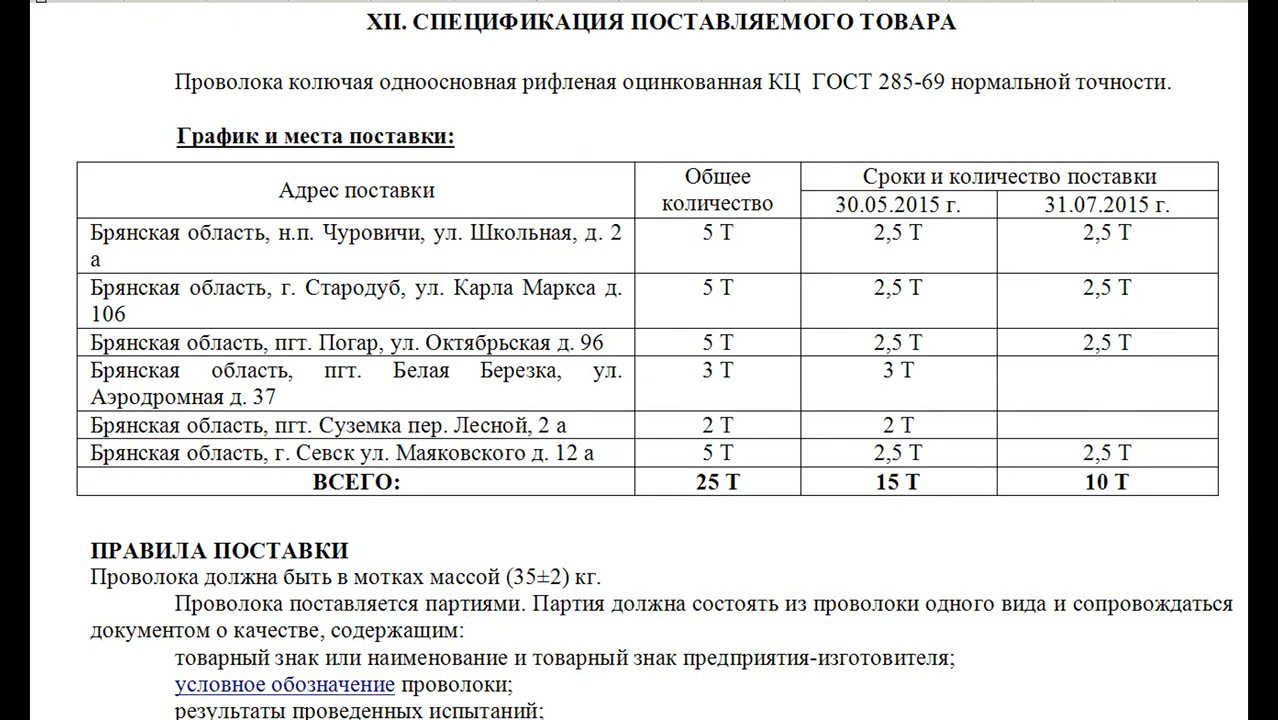 XII. СПЕЦИФИКАЦИЯ ПОСТАВЛЯЕМОГО ТОВАРА
Проволока колючая одноосновная рифленая оцинкованная КЦ ГОСТ 285-69 нормальной точности.
График и места поставки:
Адрес поставки
Общее количество
Сроки и количество поставки
30.05.2015 г. 31.07.2015 г.
Брянская область, н.п. Чуровичи, ул. Школьная, д. 2 5 Т 2,5 Т 2,5 Т
а
Брянская область, г. Стародуб, ул. Карла Маркса д. 5 Т 2,5 Т 2,5 Т
106
Брянская область, пгт. Погар, ул. Октябрьская д. 96 5 Т 2,5 Т 2,5 Т
Брянская область, пгт. Белая Березка, ул. 3 Т 3 Т
Аэродромная д. 37
Брянская область, пгт. Суземка пер. Лесной, 2 а 2 Т 2 Т
Брянская область, г. Севск ул. Маяковского д. 12 а 5 Т 2,5 Т 2,5 Т
ВСЕГО: 25 Т 15 Т 10 Т
ПРАВИЛА ПОСТАВКИ
Проволока должна быть в мотках массой (35±2) кг.
Проволока поставляется партиями. Партия должна состоять из проволоки одного вида и сопровождаться
документом о качестве, содержащим:
товарный знак или наименование и товарный знак предприятия-изготовителя;
условное обозначение проволоки;
результаты проведенных испытаний;